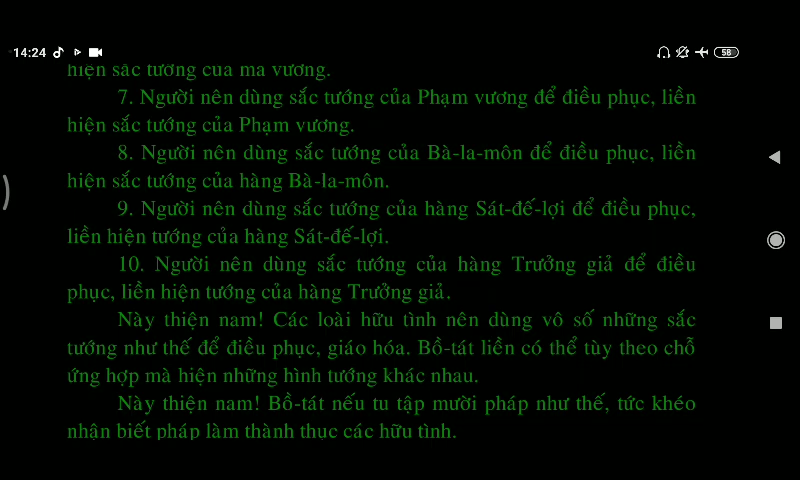 14:24
58
hiện sắc tướng của ma vương.
7. Người nên dùng sắc tướng của Phạm vương để điều phục, liền
hiện sắc tướng của Phạm vương.
8. Người nên dùng sắc tướng của Bà-la-môn để điều phục, liền
hiện sắc tướng của hàng Bà-la-môn.
9. Người nên dùng sắc tướng của hàng Sát-đế-lợi để điều phục,
liền hiện tướng của hàng Sát-đế-lợi.
10. Người nên dùng sắc tướng của hàng Trưởng giả để điều
phục, liền hiện tướng của hàng Trưởng giả.
Này thiện nam! Các loài hữu tình nên dùng vô số những sắc
tướng như thế để điều phục, giáo hóa. Bồ-tát liền có thể tùy theo chỗ
ứng hợp mà hiện những hình tướng khác nhau.
Này thiện nam! Bồ-tát nếu tu tập mười pháp như thế, tức khéo
nhận biết pháp làm thành thục các hữu tình.